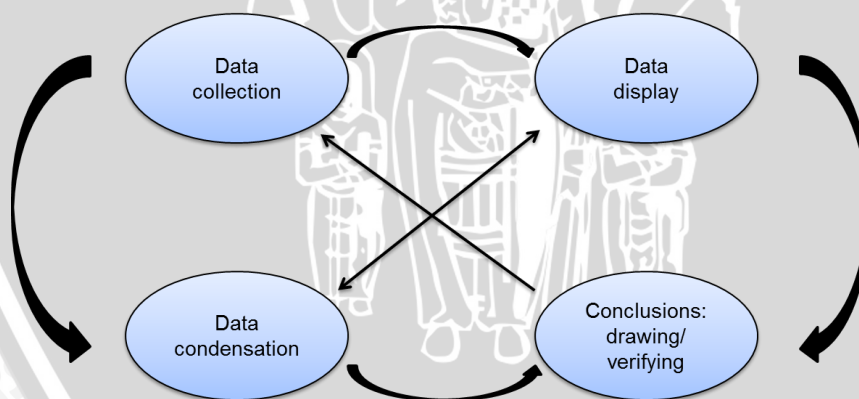 Data
collection
Data
display
Data
condensation
Conclusions:
drawing/
verifying